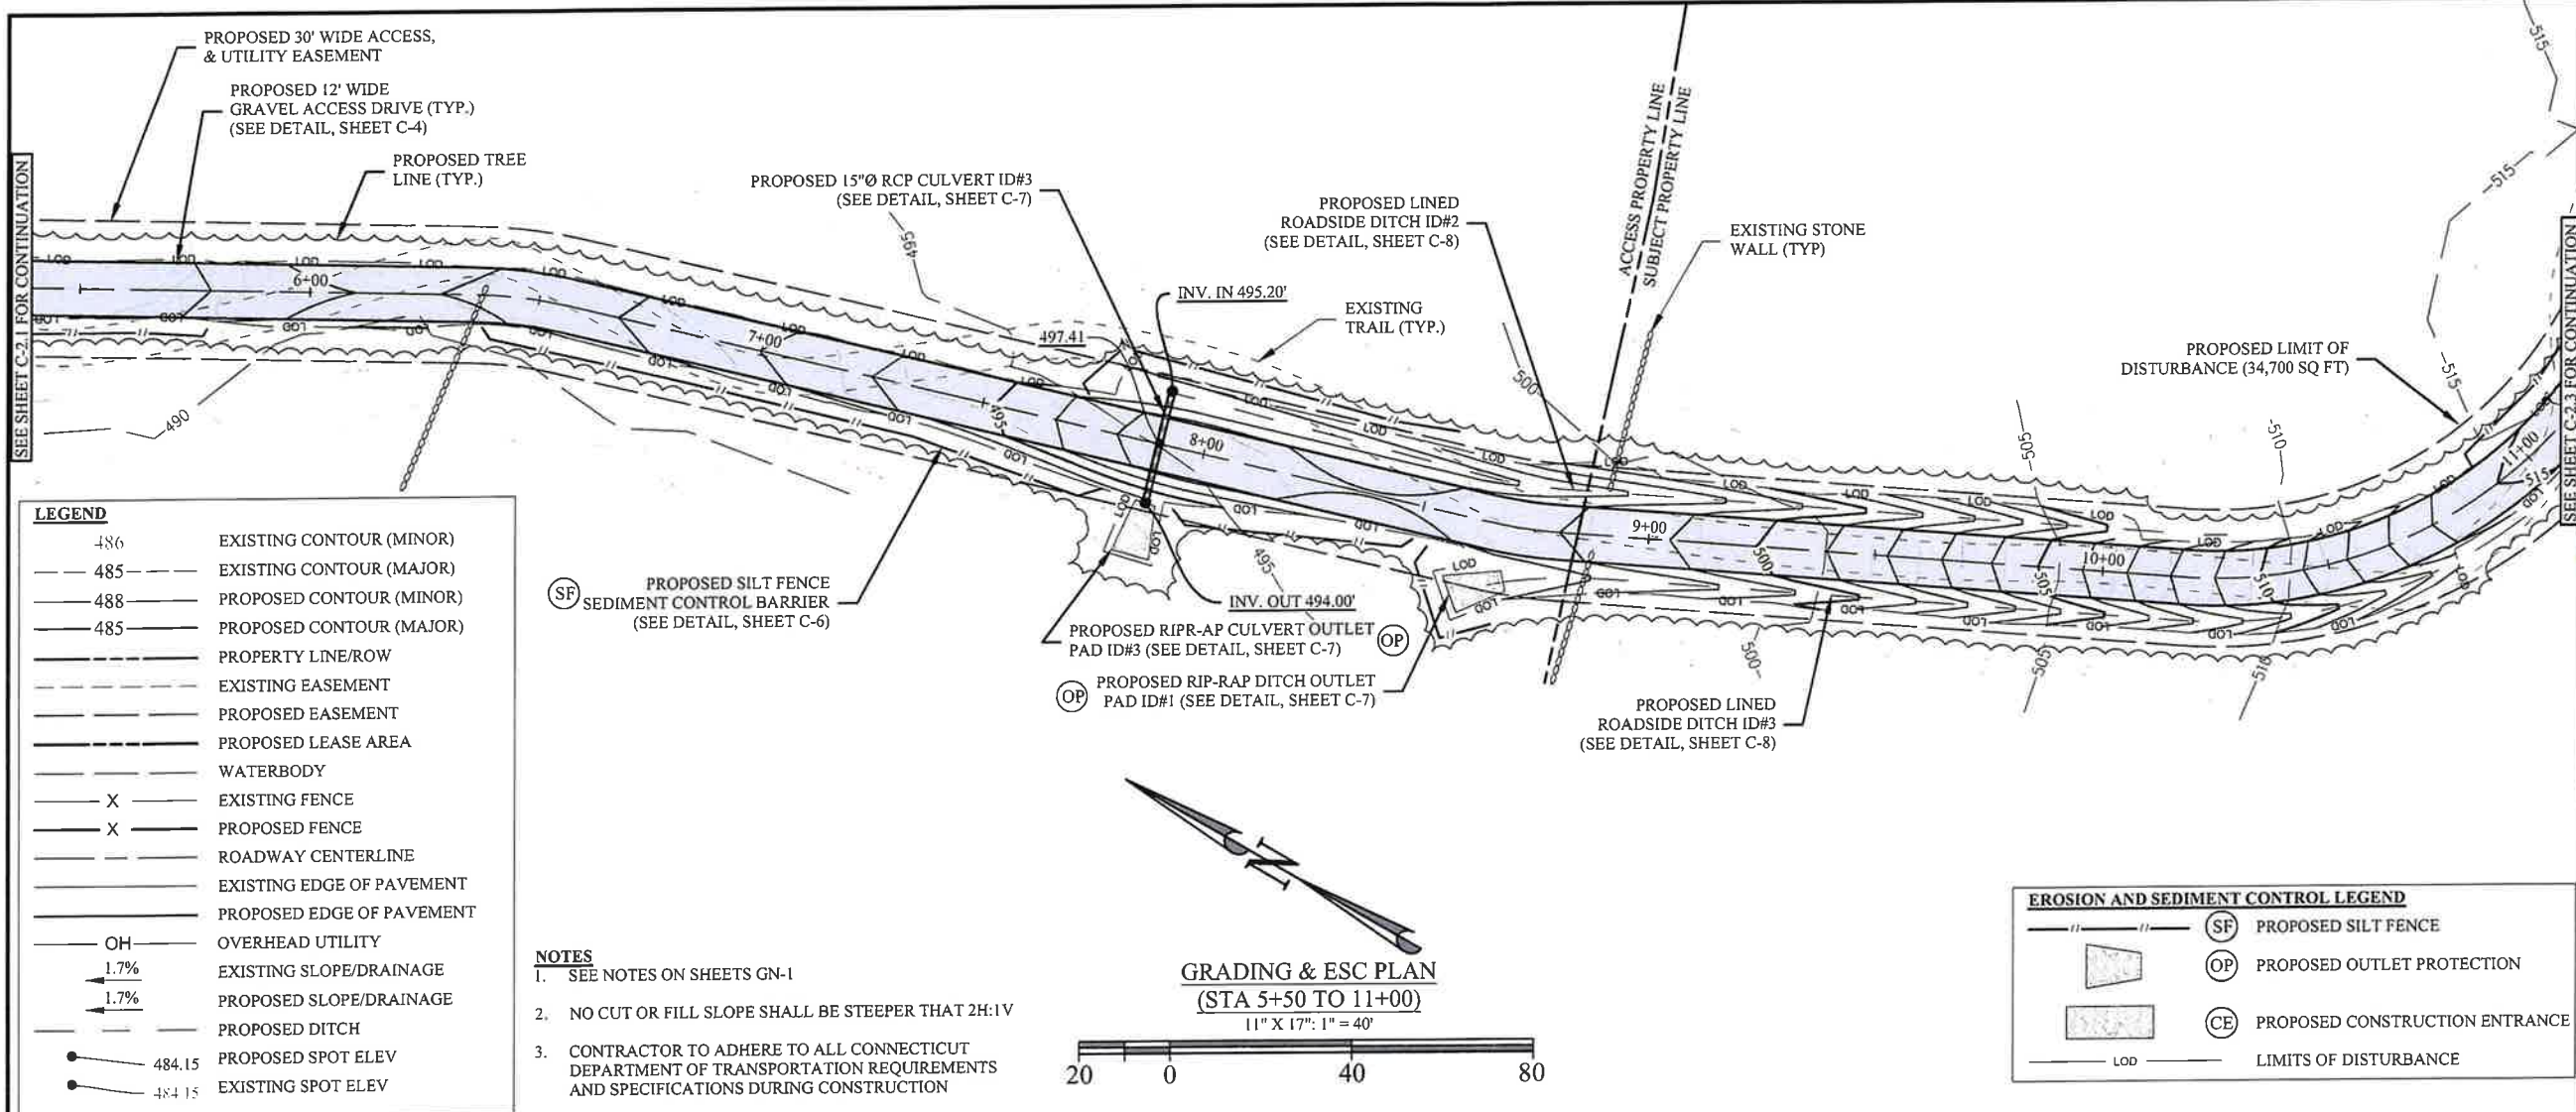 PROPOSED 30' WIDE ACCESS,
& UTILITY EASEMENT
PROPOSED 12' WIDE
GRAVEL ACCESS DRIVE (TYP.)
(SEE DETAIL, SHEET C-4)
PROPOSED TREE
LINE (TYP.)
PROPOSED 15"Ø RCP CULVERT ID#3
(SEE DETAIL, SHEET C-7)
PROPOSED LINED
ROADSIDE DITCH ID#2
(SEE DETAIL, SHEET C-8)
ACCESS PROPERTY LINE
SUBJECT PROPERTY LINE
EXISTING STONE
WALL (TYP)
INV. IN 495.20'
EXISTING
TRAIL (TYP.)
497.41
PROPOSED LIMIT OF
DISTURBANCE (34,700 SQ FT)
SEE SHEET C-2.1 FOR CONTINUATION
SEE SHEET C-2.3 FOR CONTINUATION
6+00
7+00
8+00
9+00
10+00
11+00
490
495
495
495
500
500
500
505
505
505
510
510
510
515
515
515
515
LOD
SF
PROPOSED SILT FENCE
SEDIMENT CONTROL BARRIER
(SEE DETAIL, SHEET C-6)
INV. OUT 494.00'
PROPOSED RIPR-AP CULVERT OUTLET
PAD ID#3 (SEE DETAIL, SHEET C-7)
OP
OP
PROPOSED RIP-RAP DITCH OUTLET
PAD ID#1 (SEE DETAIL, SHEET C-7)
PROPOSED LINED
ROADSIDE DITCH ID#3
(SEE DETAIL, SHEET C-8)
LEGEND
486 EXISTING CONTOUR (MINOR)
485 EXISTING CONTOUR (MAJOR)
488 PROPOSED CONTOUR (MINOR)
485 PROPOSED CONTOUR (MAJOR)
PROPERTY LINE/ROW
EXISTING EASEMENT
PROPOSED EASEMENT
PROPOSED LEASE AREA
WATERBODY
X EXISTING FENCE
X PROPOSED FENCE
ROADWAY CENTERLINE
EXISTING EDGE OF PAVEMENT
PROPOSED EDGE OF PAVEMENT
OH OVERHEAD UTILITY
1.7% EXISTING SLOPE/DRAINAGE
1.7% PROPOSED SLOPE/DRAINAGE
PROPOSED DITCH
484.15 PROPOSED SPOT ELEV
484.15 EXISTING SPOT ELEV
NOTES
1. SEE NOTES ON SHEETS GN-1
2. NO CUT OR FILL SLOPE SHALL BE STEEPER THAT 2H:1V
3. CONTRACTOR TO ADHERE TO ALL CONNECTICUT
DEPARTMENT OF TRANSPORTATION REQUIREMENTS
AND SPECIFICATIONS DURING CONSTRUCTION
N
GRADING & ESC PLAN
(STA 5+50 TO 11+00)
11" X 17": 1" = 40'
20 0 40 80
EROSION AND SEDIMENT CONTROL LEGEND
SF PROPOSED SILT FENCE
OP PROPOSED OUTLET PROTECTION
CE PROPOSED CONSTRUCTION ENTRANCE
LOD LIMITS OF DISTURBANCE